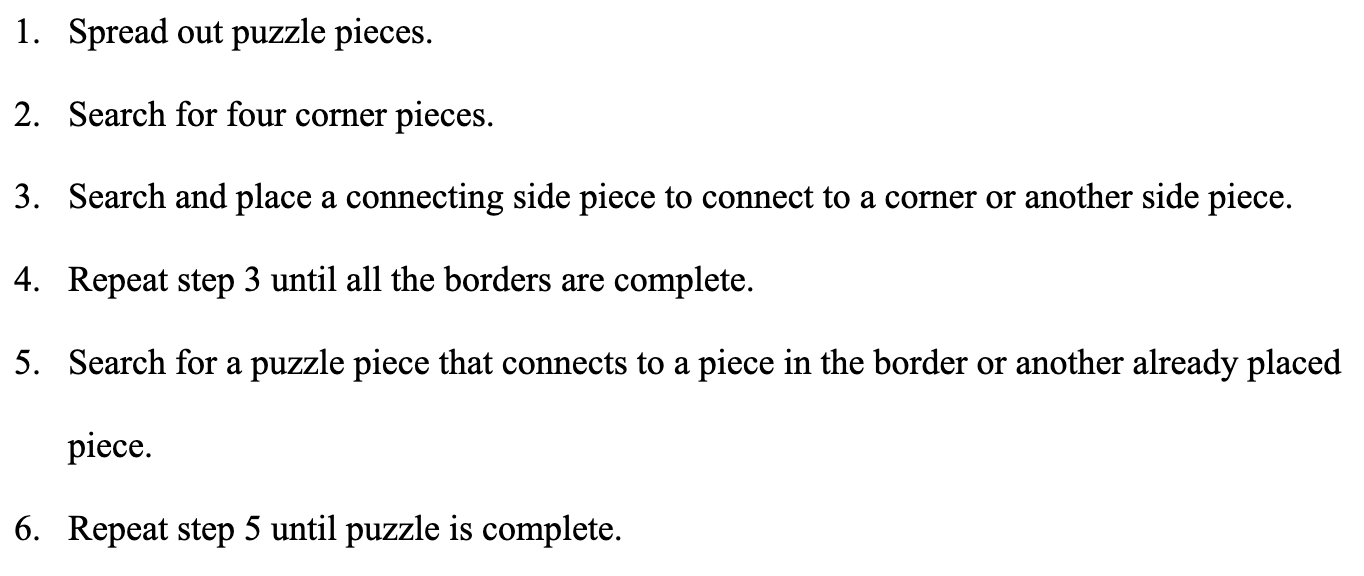 1. Spread out puzzle pieces.
2. Search for four corner pieces.
3. Search and place a connecting side piece to connect to a corner or another side piece.
4. Repeat step 3 until all the borders are complete.
5. Search for a puzzle piece that connects to a piece in the border or another already placed
piece.
6. Repeat step 5 until puzzle is complete.